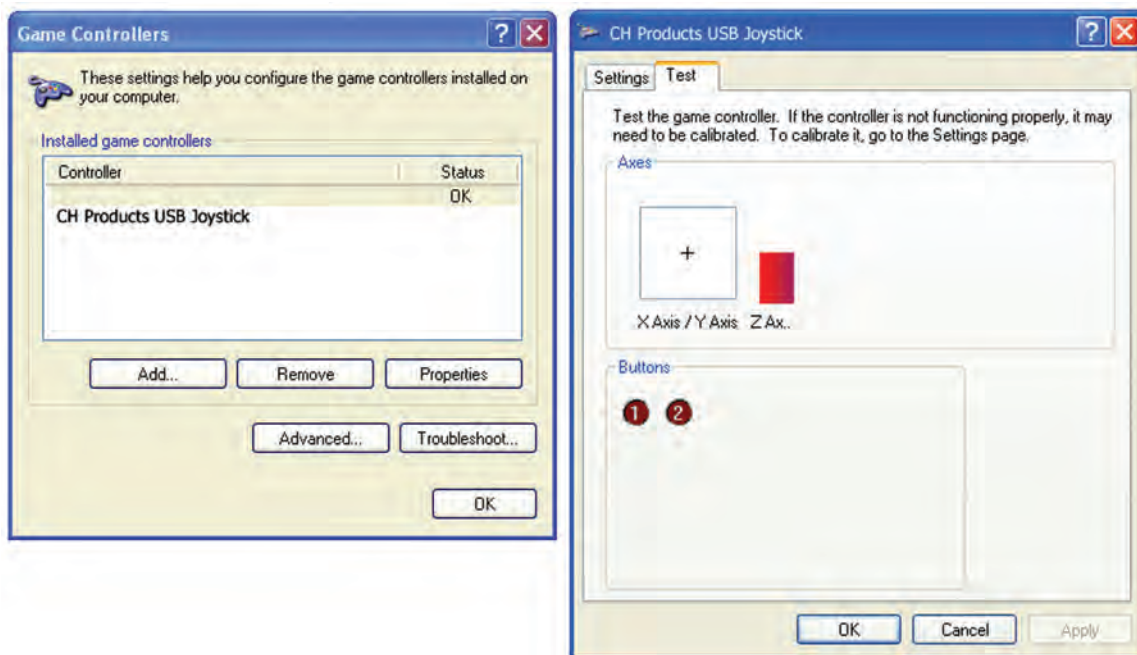 Game Controllers
These settings help you configure the game controllers installed on
your computer.
Installed game controllers
Controller Status
OK
CH Products USB Joystick
Add... Remove Properties
Advanced... Troubleshoot...
OK
CH Products USB Joystick
Settings Test
Test the game controller. If the controller is not functioning properly, it may
need to be calibrated. To calibrate it, go to the Settings page.
Axes
X Axis / Y Axis Z Ax..
Buttons
1 2
OK Cancel Apply